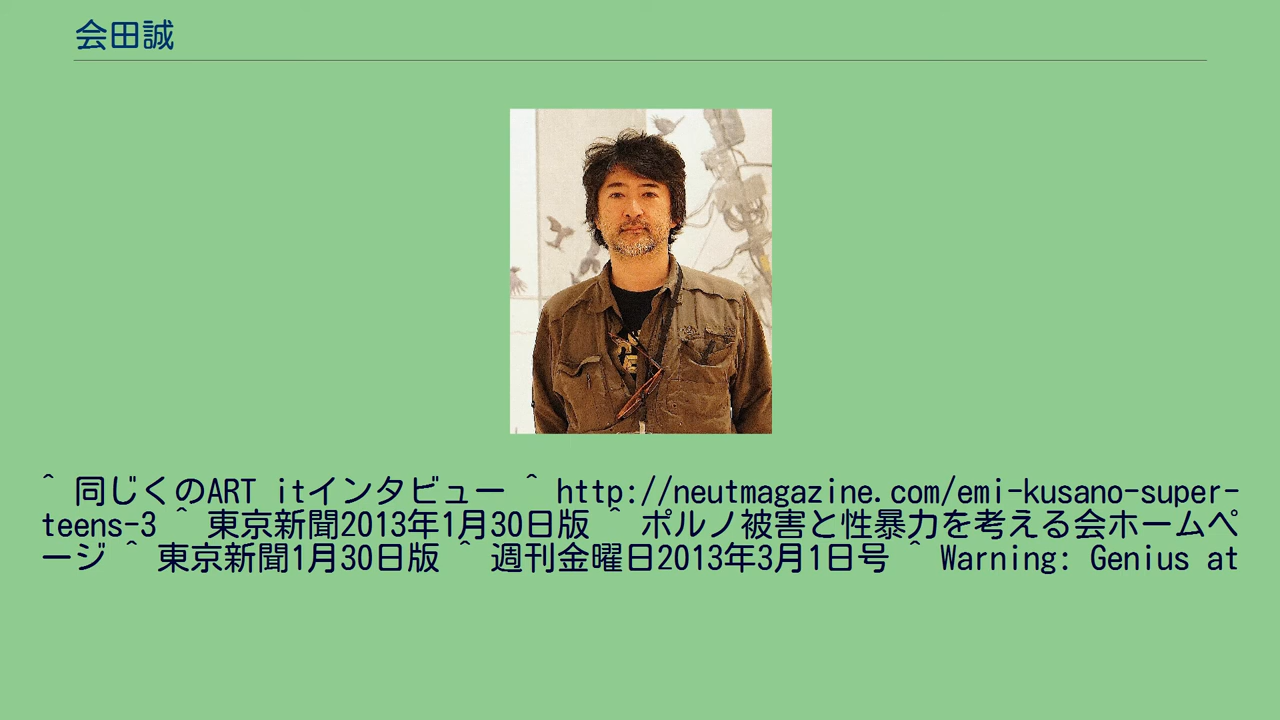 会田誠
^ 同じくのART itインタビュー ^ http://neutmagazine.com/emi-kusano-super-
teens-3 ^ 東京新聞2013年1月30日版 ^ ポルノ被害と性暴力を考える会ホームペ
ージ ^ 東京新聞1月30日版 ^ 週刊金曜日2013年3月1日号 ^ Warning: Genius at